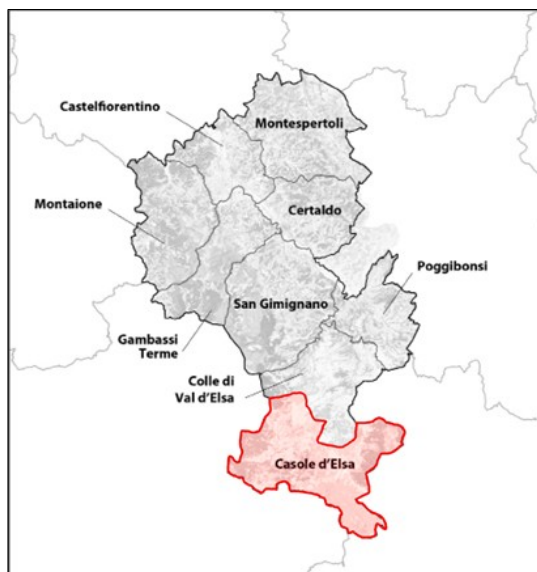 Castelfiorentino
Montespertoli
Montaione
Certaldo
Poggibonsi
San Gimignano
Gambassi
Terme
Colle di
Val d'Elsa
Casole d'Elsa